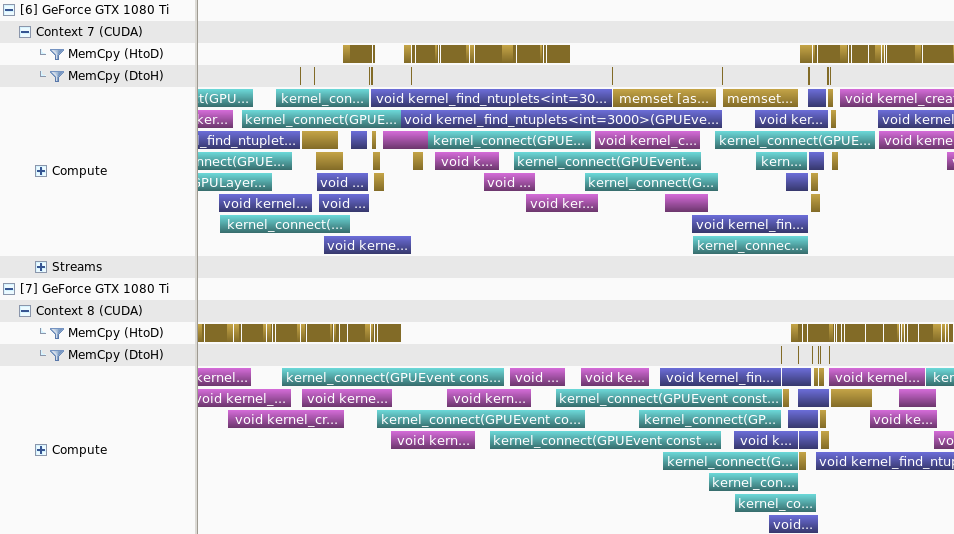 [6] GeForce GTX 1080 Ti
Context 7 (CUDA)
MemCpy (HtoD)
MemCpy (DtoH)
t(GPU... kernel_con... void kernel_find_ntuplets<int=30... memset [as... memset... void kernel_crea
ker... kernel_connect(GPUE... void kernel_find_ntuplets<int=3000>(GPUEve... void ker... void kernel
_find_ntuplet... kernel_connect(GPUE... void kernel_c... kernel_connect(GPUE... void kerne
Compute nnect(GPUE... void k... kernel_connect(GPUEvent... kern...
GPULayer... void ... void ... kernel_connect(G...
void kernel... void ... void ker...
kernel_connect(... void kernel_fin...
void kerne... kernel_connec...
Streams
[7] GeForce GTX 1080 Ti
Context 8 (CUDA)
MemCpy (HtoD)
MemCpy (DtoH)
kernel... kernel_connect(GPUEvent cons... void ... void ke... void kernel_fin... void kernel... ker
void kernel_... void kerne... void kern... kernel_connect(GPUEvent const...
void kernel_cr... kernel_connect(GPUEvent co... kernel_connect(GP... void ke...
Compute void kern... kernel_connect(GPUEvent const ... void k... vo
kernel_connect(G... void kernel_find_ntup
kernel_con...
kernel_co...
void...